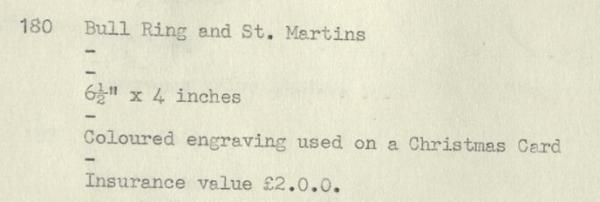 180 Bull Ring and St. Martins
-
-
6½" x 4 inches
-
Coloured engraving used on a Christmas Card
-
Insurance value £2.0.0.